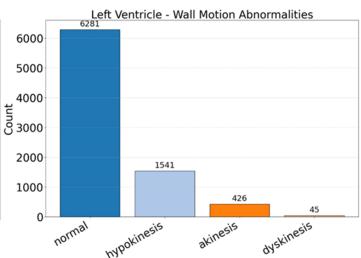 Left Ventricle - Wall Motion Abnormalities
6281
6000
5000
4000
3000
2000
1000
0
Count
1541
426
45
normal
hypokinesis
akinesis
dyskinesis